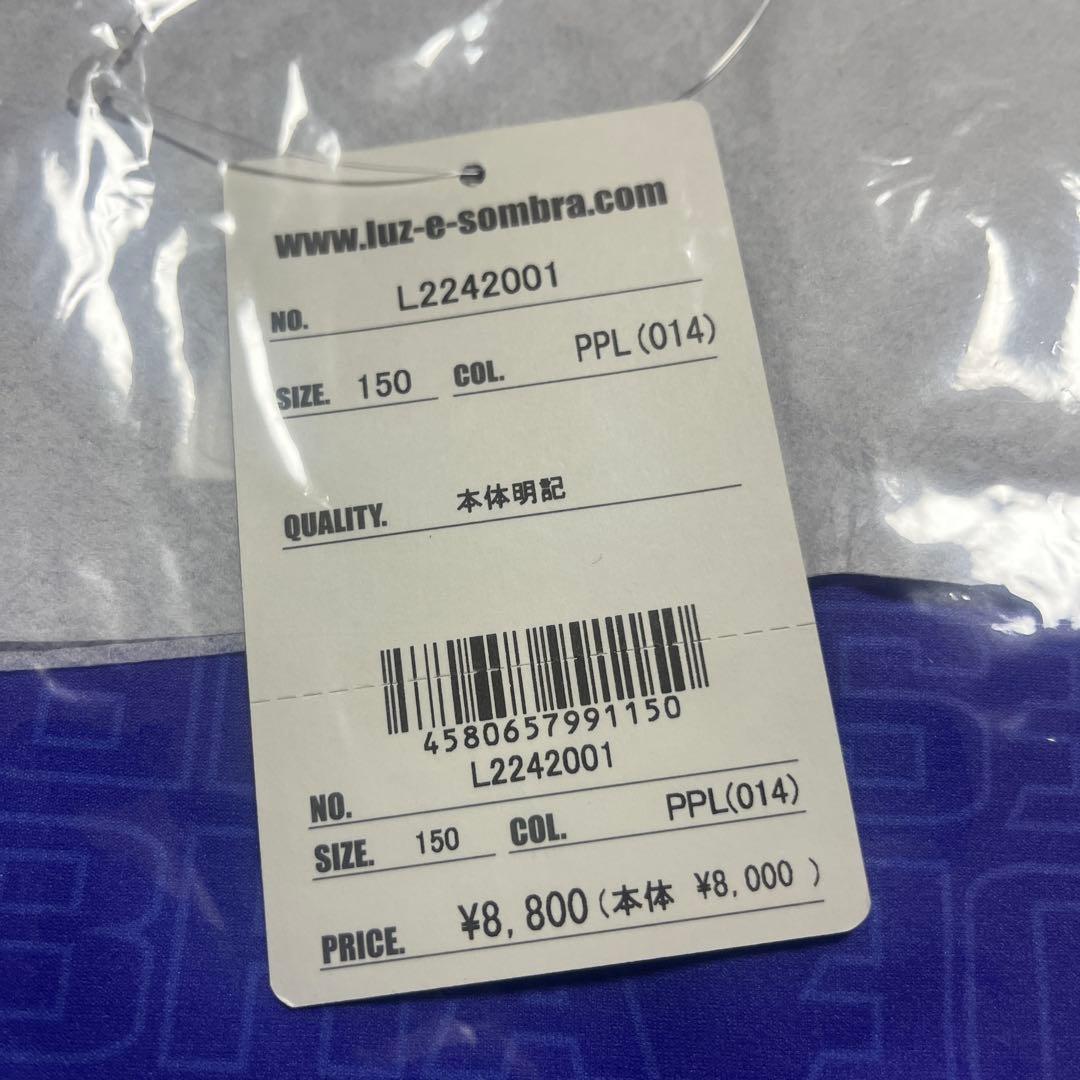 www.luz-e-sombra.com
NO. L2242001
SIZE. 150 COL. PPL(014)
QUALITY. 本体明記
4580657991150
NO. L2242001
SIZE. 150 COL. PPL(014)
PRICE. ¥8,800(本体 ¥8,000 )